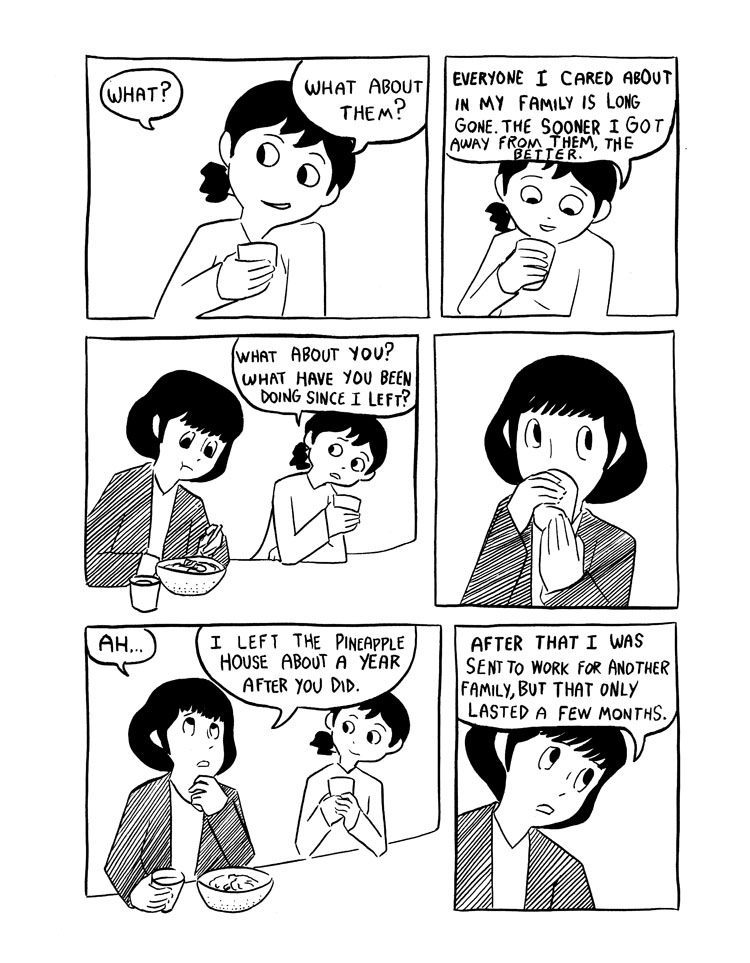 WHAT?
WHAT ABOUT
THEM?
EVERYONE I CARED ABOUT
IN MY FAMILY IS LONG
GONE. THE SOONER I GOT
AWAY FROM THEM, THE
BETTER.
WHAT ABOUT YOU?
WHAT HAVE YOU BEEN
DOING SINCE I LEFT?
AH...
I LEFT THE PINEAPPLE
HOUSE ABOUT A YEAR
AFTER YOU DID.
AFTER THAT I WAS
SENT TO WORK FOR ANOTHER
FAMILY, BUT THAT ONLY
LASTED A FEW MONTHS.